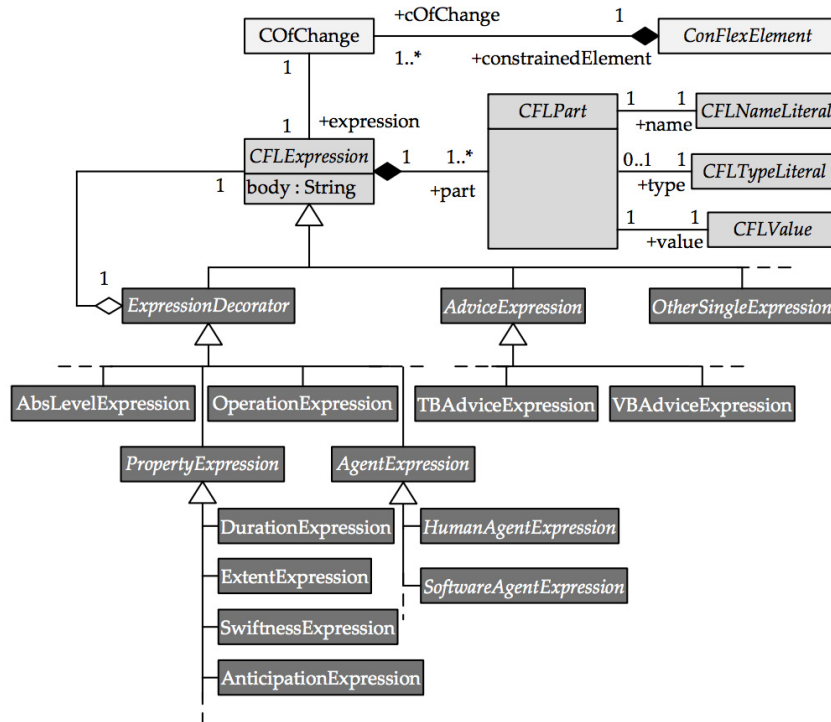 +cOfChange 1
COfChange ConFlexElement
1 1..* +constrainedElement
1 +expression
CFLExpression
body : String
1
1 1..*
+part
CFLPart
1 1
+name
CFLNameLiteral
0..1 1
+type
CFLTypeLiteral
1 1
+value
CFLValue
1
ExpressionDecorator AdviceExpression OtherSingleExpression
AbsLevelExpression OperationExpression TBAdviceExpression VBAdviceExpression
PropertyExpression AgentExpression
DurationExpression HumanAgentExpression
ExtentExpression SoftwareAgentExpression
SwiftnessExpression
AnticipationExpression